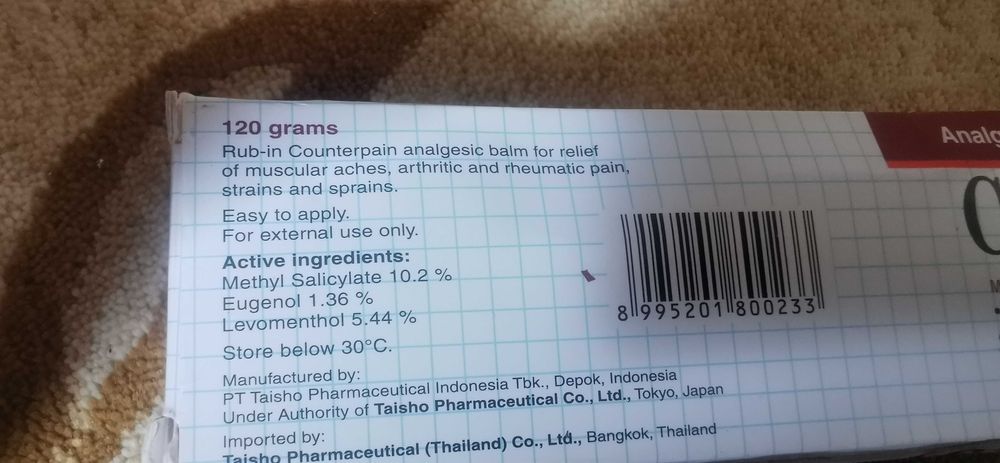 120 grams
Rub-in Counterpain analgesic balm for relief
of muscular aches, arthritic and rheumatic pain,
strains and sprains.
Easy to apply.
For external use only.
Active ingredients:
Methyl Salicylate 10.2 %
Eugenol 1.36 %
Levomenthol 5.44 %
Store below 30°C.
Manufactured by:
PT Taisho Pharmaceutical Indonesia Tbk., Depok, Indonesia
Under Authority of Taisho Pharmaceutical Co., Ltd., Tokyo, Japan
Imported by:
Taisho Pharmaceutical (Thailand) Co., Ltd., Bangkok, Thailand
8 995201 800233